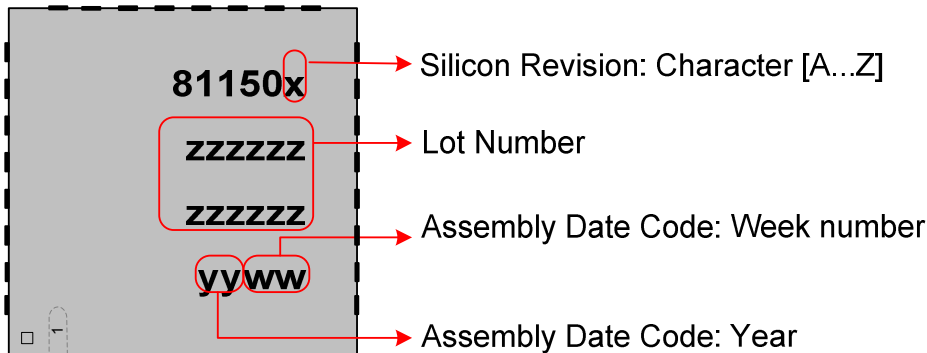 81150x
Silicon Revision: Character [A...Z]
zzzzzz
Lot Number
zzzzzz
Assembly Date Code: Week number
yyww
1
Assembly Date Code: Year